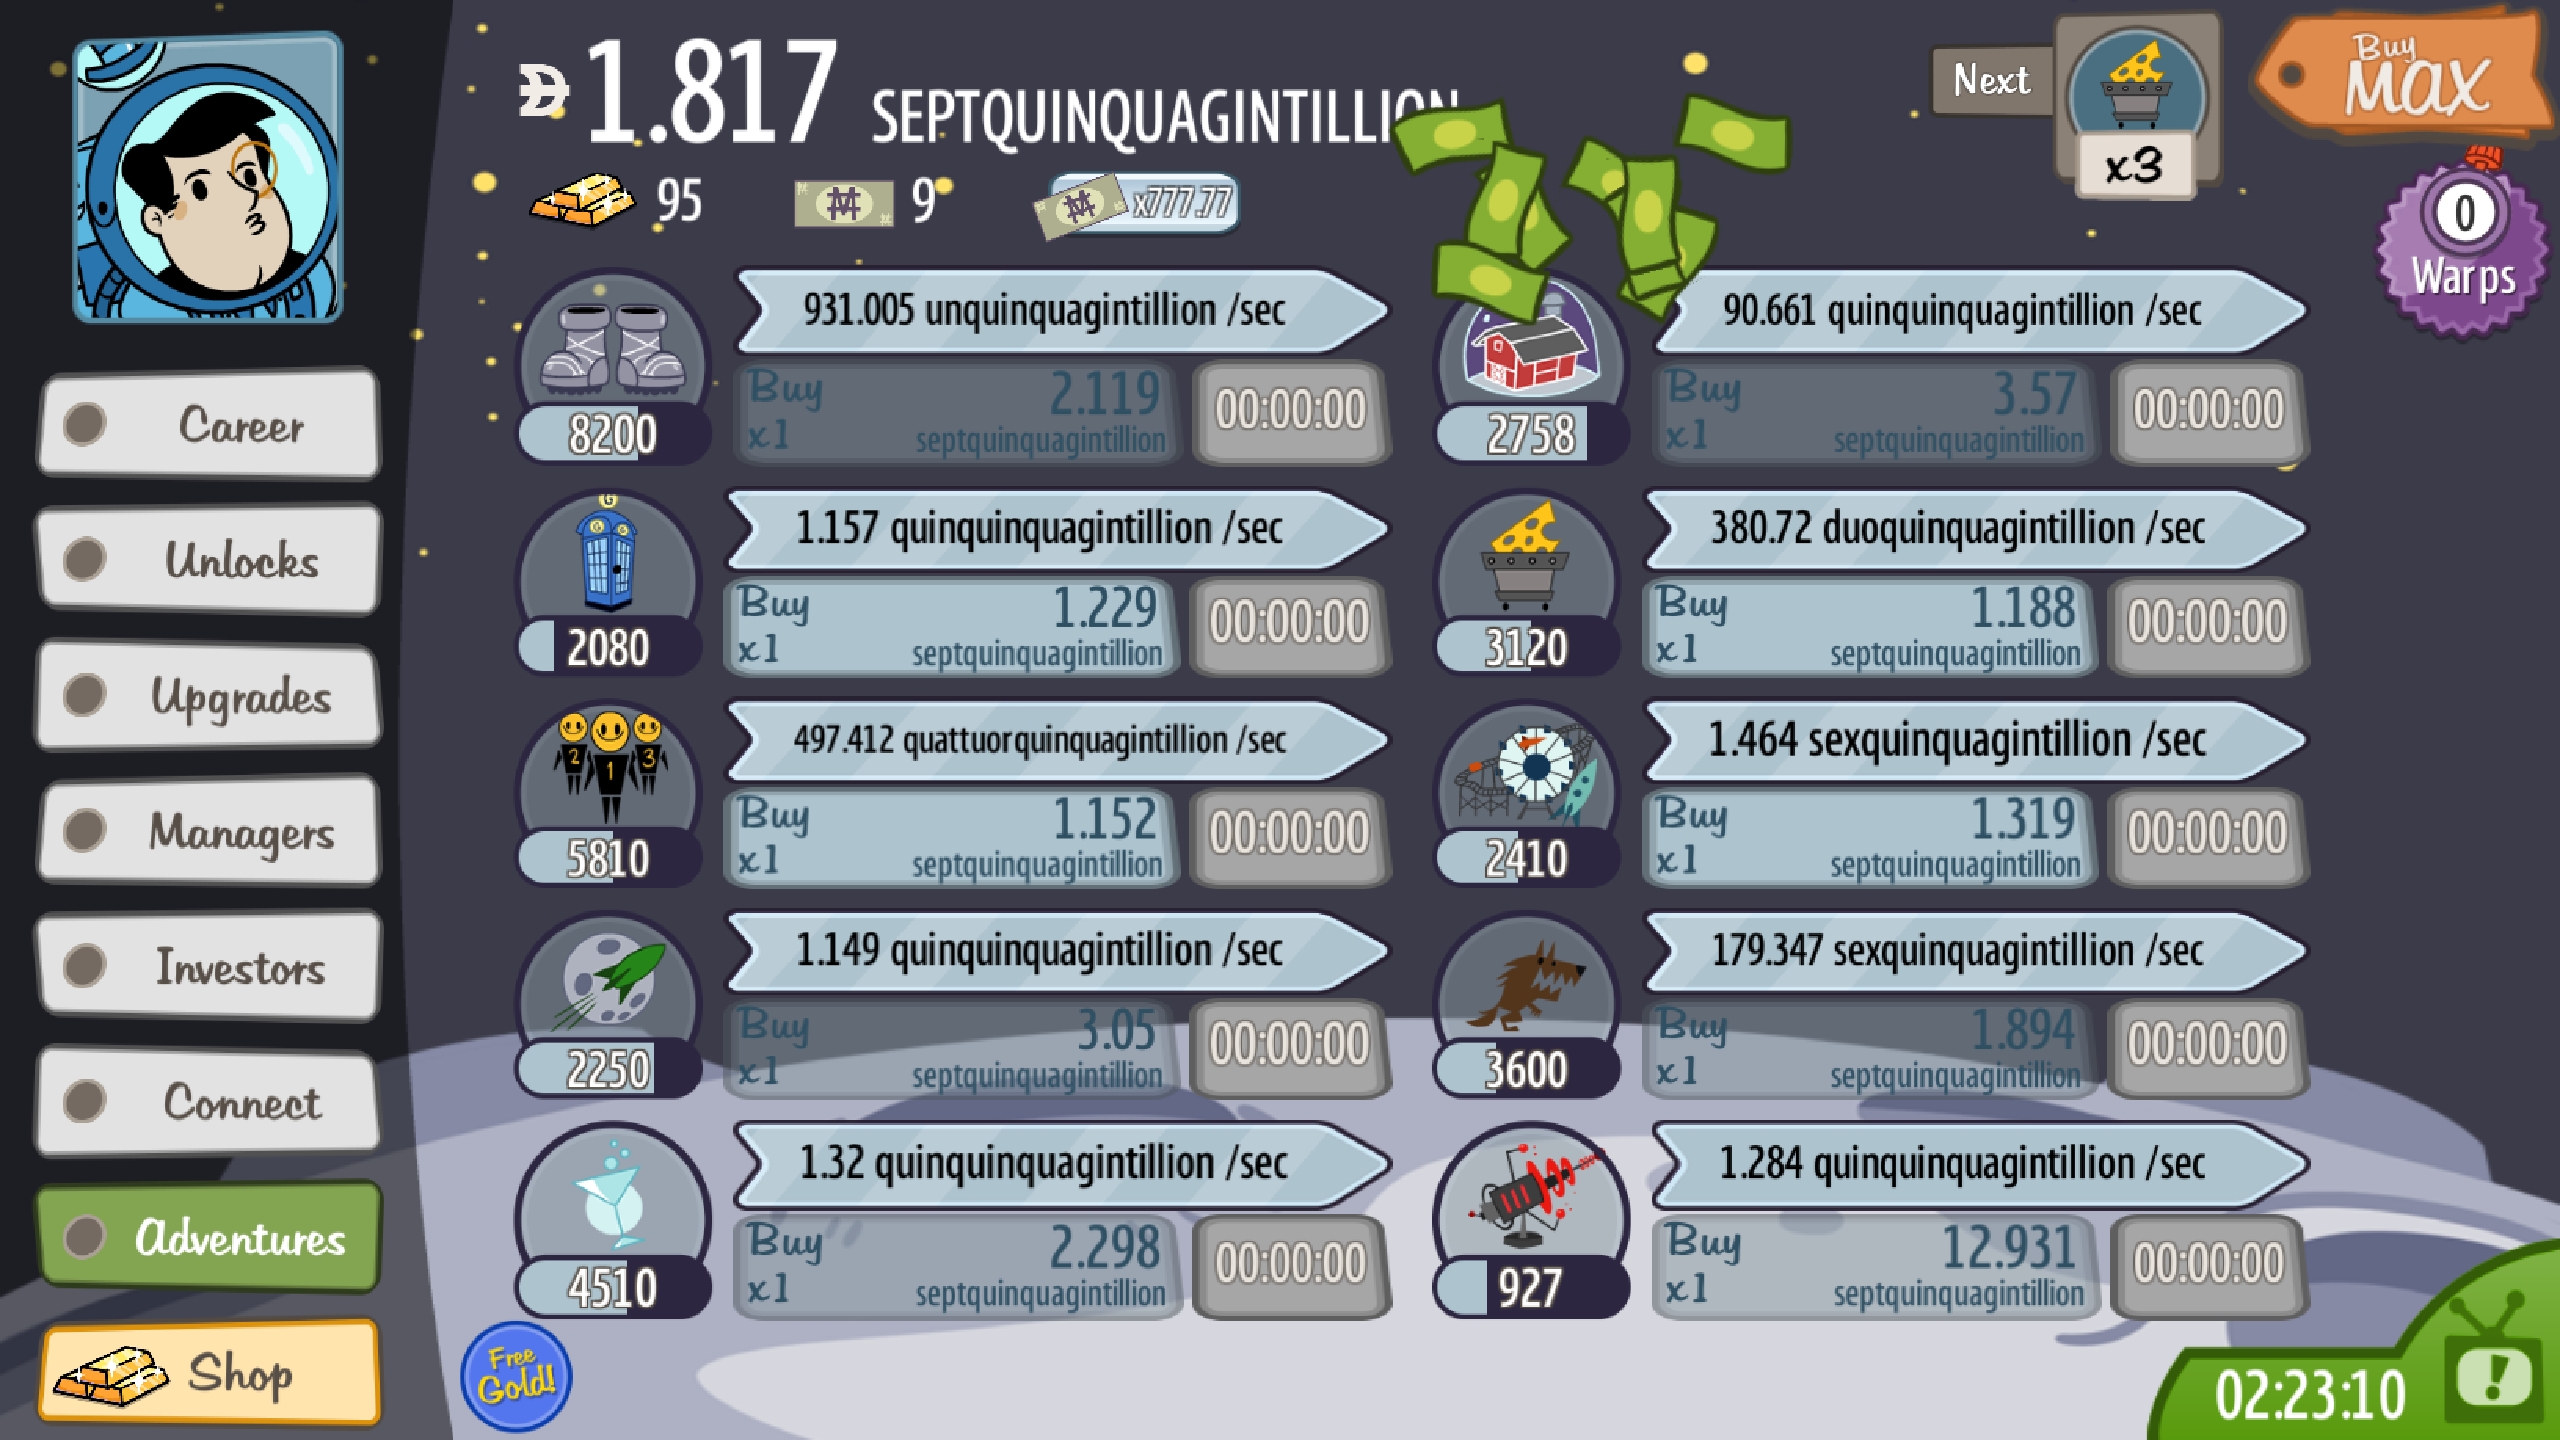 1.817 SEPTQUINQUAGINTILLION
Next
x3
Buy
MAX
95
9
x777.77
0
Warps
Career
Unlocks
Upgrades
Managers
Investors
Connect
Adventures
Shop
931.005 unquinquagintillion /sec
8200
Buy 2.119
x1 septquinquagintillion
00:00:00
90.661 quinquinquagintillion /sec
2758
Buy 3.57
x1 septquinquagintillion
00:00:00
G
1.157 quinquinquagintillion /sec
2080
Buy 1.229
x1 septquinquagintillion
00:00:00
380.72 duoquinquagintillion /sec
3120
Buy 1.188
x1 septquinquagintillion
00:00:00
2 1 3
497.412 quattuorquinquagintillion /sec
5810
Buy 1.152
x1 septquinquagintillion
00:00:00
1.464 sexquinquagintillion /sec
2410
Buy 1.319
x1 septquinquagintillion
00:00:00
1.149 quinquinquagintillion /sec
2250
Buy 3.05
x1 septquinquagintillion
00:00:00
179.347 sexquinquagintillion /sec
3600
Buy 1.894
x1 septquinquagintillion
00:00:00
1.32 quinquinquagintillion /sec
4510
Buy 2.298
x1 septquinquagintillion
00:00:00
1.284 quinquinquagintillion /sec
927
Buy 12.931
x1 septquinquagintillion
00:00:00
Free
Gold!
02:23:10
!